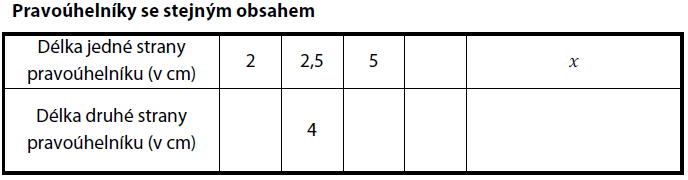 Pravoúhelníky se stejným obsahem
Délka jedné strany
pravoúhelníku (v cm)
2
2,5
5
x
Délka druhé strany
pravoúhelníku (v cm)
4